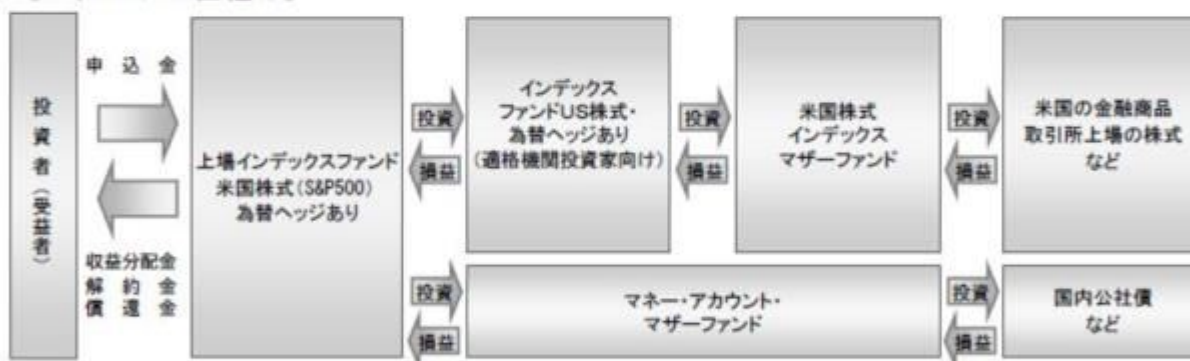 投資者(受益者)
申込金
収益分配金
解約金
償還金
上場インデックスファンド
米国株式(S&P500)
為替ヘッジあり
投資
損益
インデックス
ファンドUS株式・
為替ヘッジあり
(適格機関投資家向け)
投資
損益
米国株式
インデックス
マザーファンド
投資
損益
米国の金融商品
取引所上場の株式
など
投資
損益
マネー・アカウント・
マザーファンド
投資
損益
国内公社債
など